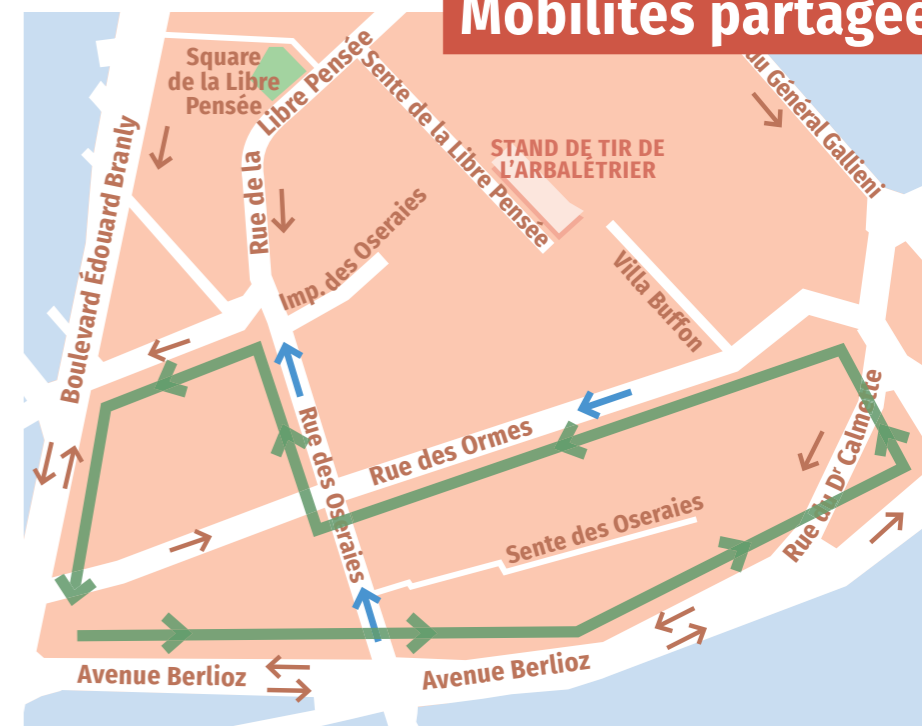 Mobilités partagée
Square
de la Libre
Pensée
Rue de la Libre Pensée
Sente de la Libre Pensée
STAND DE TIR DE
L'ARBALÉTRIER
du Général Gallieni
Boulevard Édouard Branly
Imp. des Oseraies
Villa Buffon
Rue des Oseraies
Rue des Ormes
Rue du Dr Calmette
Sente des Oseraies
Avenue Berlioz
Avenue Berlioz